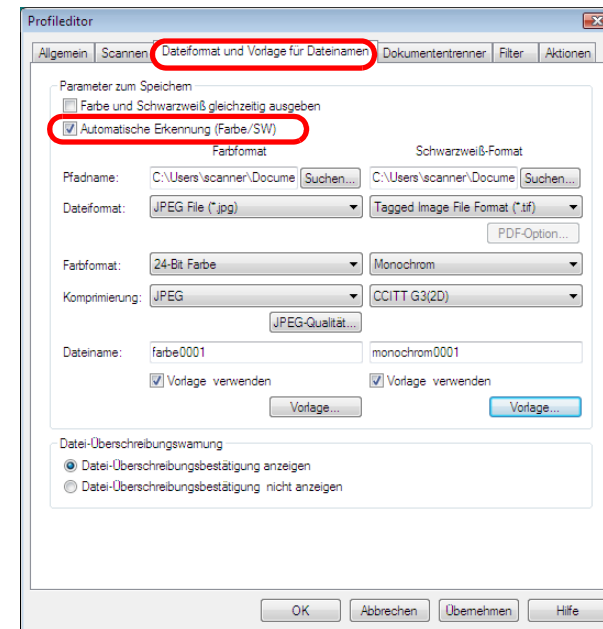 Profileditor
Allgemein Scannen Dateiformat und Vorlage für Dateinamen Dokumententrenner Filter Aktionen
Parameter zum Speichern
Farbe und Schwarzweiß gleichzeitig ausgeben
Automatische Erkennung (Farbe/SW)
Farbformat Schwarzweiß-Format
Pfadname: C:\Users\scanner\Docume Suchen... C:\Users\scanner\Docume Suchen...
Dateiformat: JPEG File (*.jpg) Tagged Image File Format (*.tif)
PDF-Option...
Farbformat: 24-Bit Farbe Monochrom
Komprimierung: JPEG CCITT G3(2D)
JPEG-Qualität...
Dateiname: farbe0001 monochrom0001
Vorlage verwenden Vorlage verwenden
Vorlage... Vorlage...
Datei-Überschreibungswarnung
Datei-Überschreibungsbestätigung anzeigen
Datei-Überschreibungsbestätigung nicht anzeigen
OK Abbrechen Übernehmen Hilfe